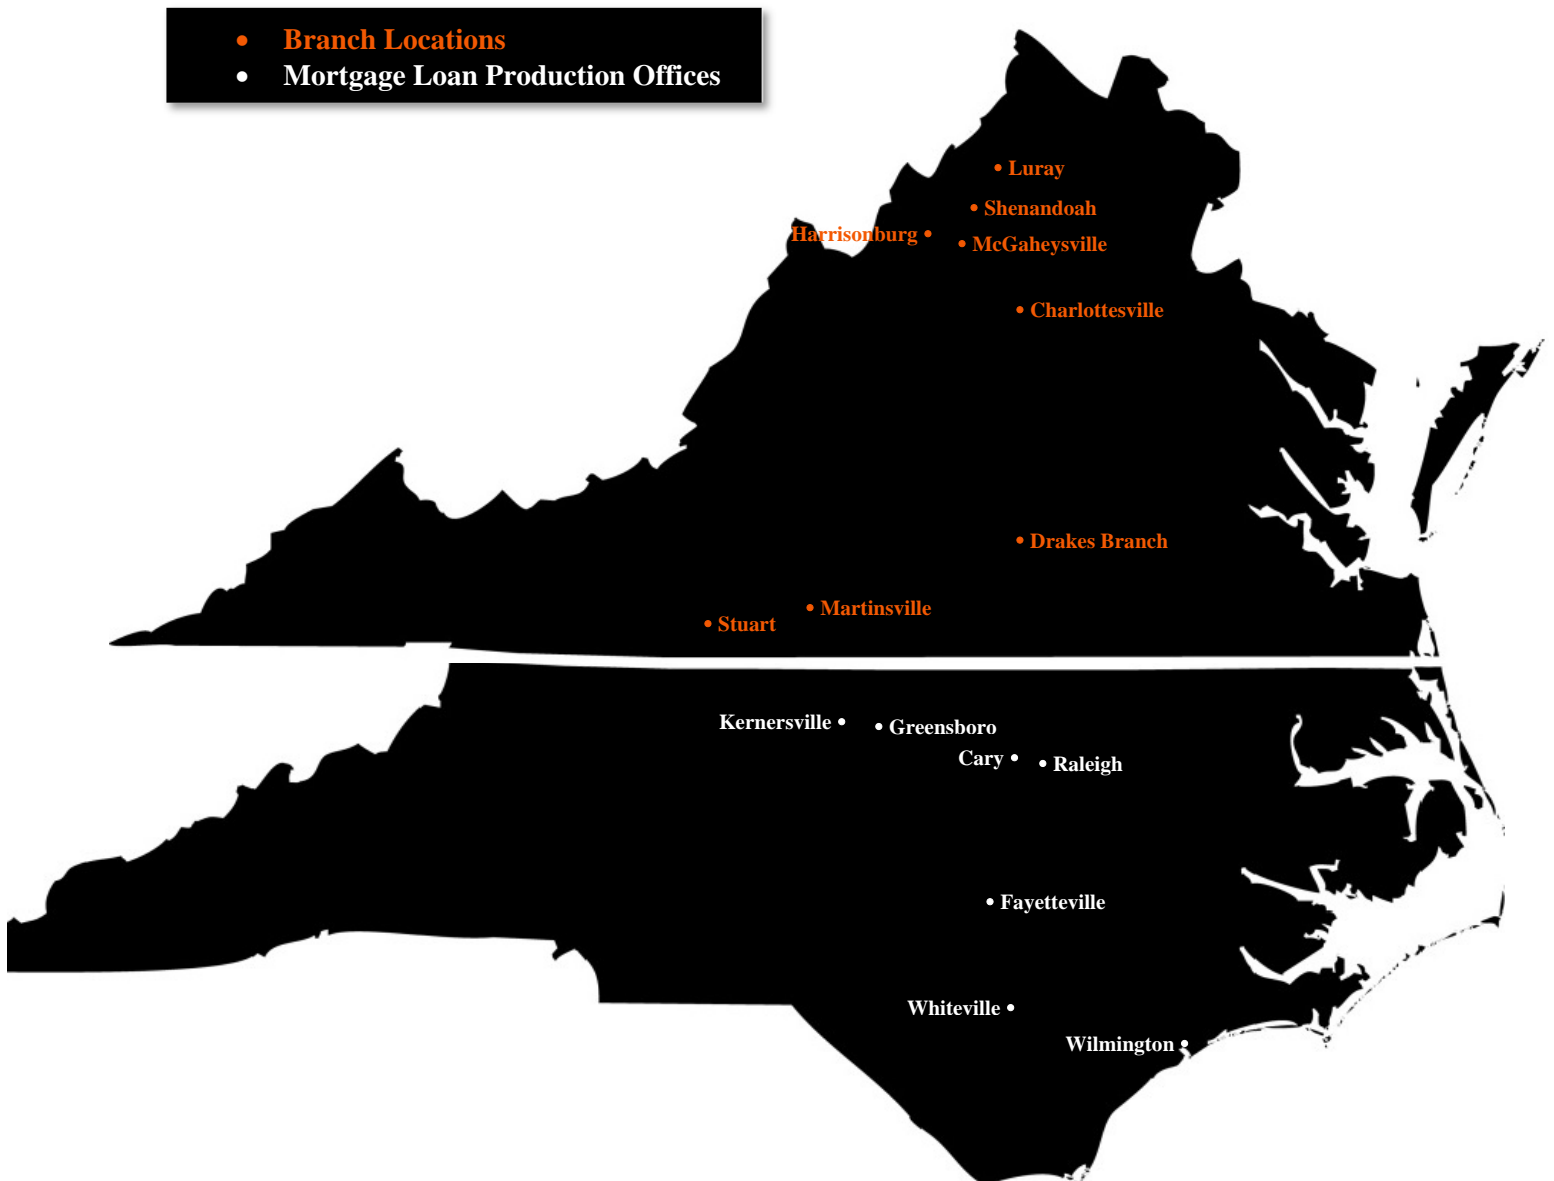 • Branch Locations
• Mortgage Loan Production Offices
• Luray
• Shenandoah
Harrisonburg •
• McGaheysville
• Charlottesville
• Drakes Branch
• Martinsville
• Stuart
Kernersville •
• Greensboro
Cary •
• Raleigh
• Fayetteville
Whiteville •
Wilmington •